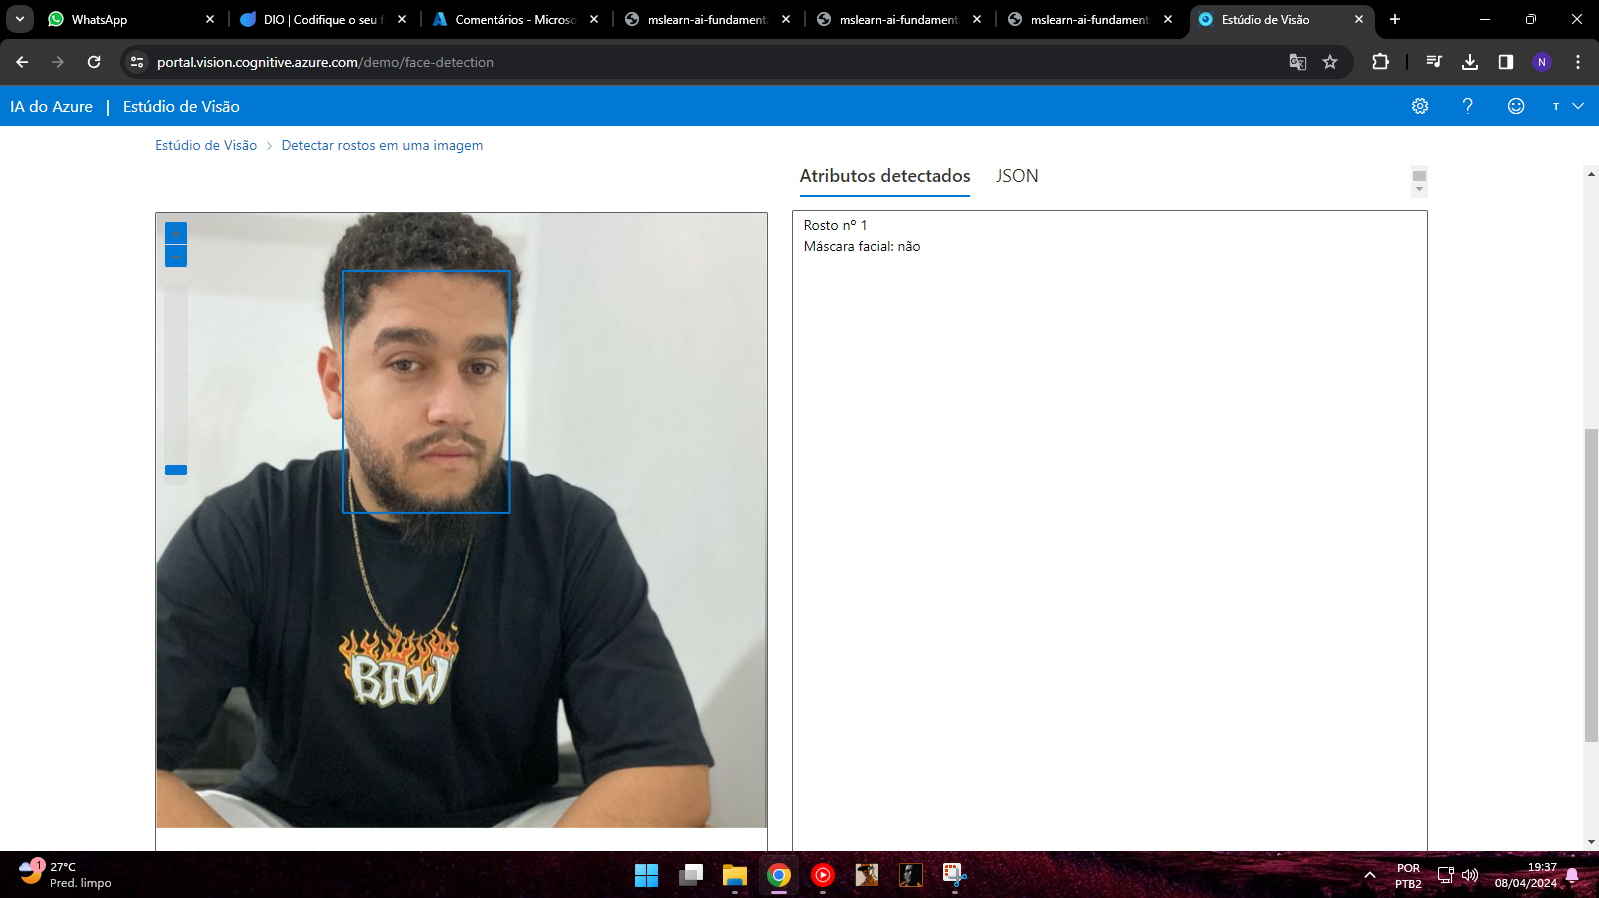 WhatsApp
DIO | Codifique o seu f
Comentários - Microso
mslearn-ai-fundament
mslearn-ai-fundament
mslearn-ai-fundament
Estúdio de Visão
portal.vision.cognitive.azure.com/demo/face-detection
N
IA do Azure | Estúdio de Visão
?
T
Estúdio de Visão > Detectar rostos em uma imagem
Atributos detectados
JSON
Rosto nº 1
Máscara facial: não
+
−
BAW
1
27°C
Pred. limpo
POR
PTB2
19:37
08/04/2024